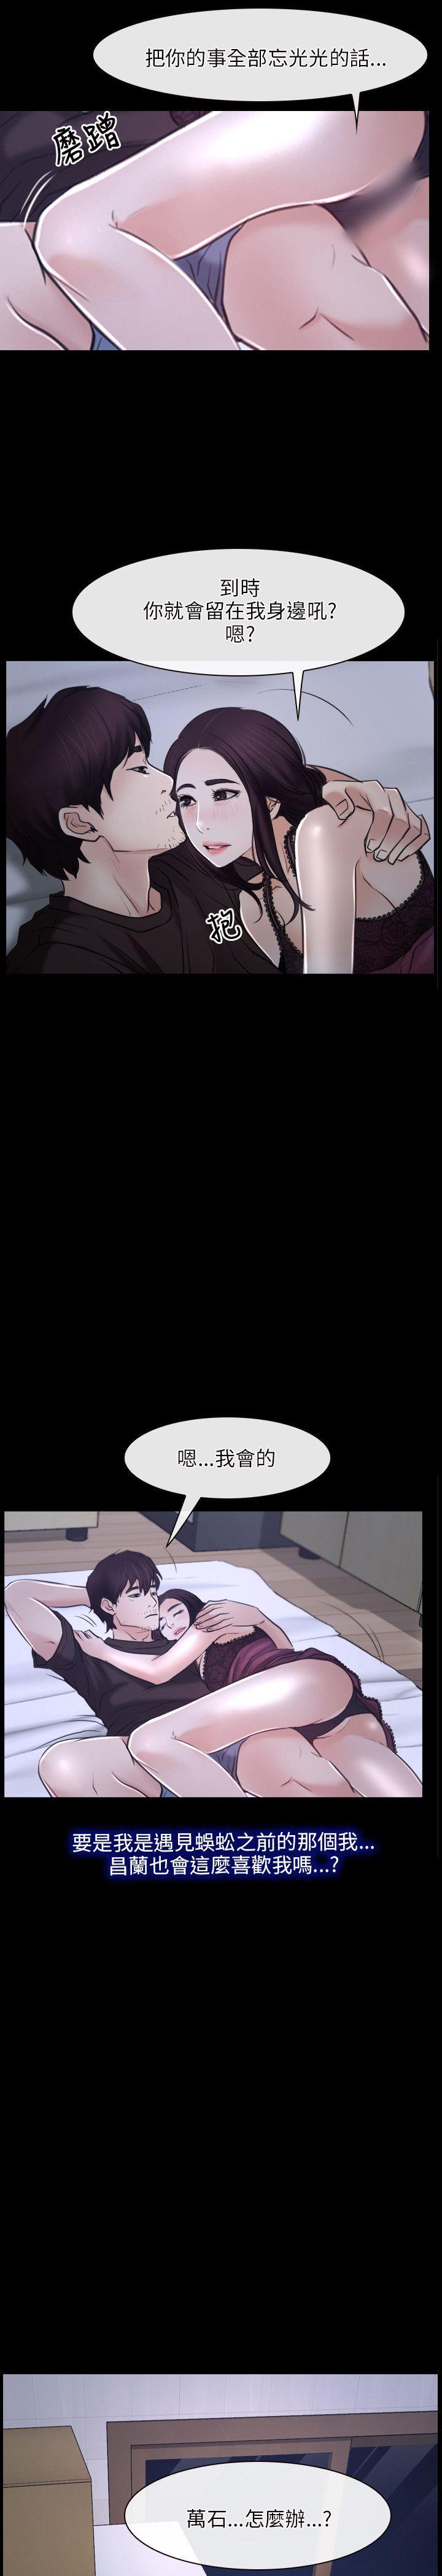 把你的事全部忘光光的話...
磨蹭
到時
你就會留在我身邊吼?
嗯?
抱
嗯...我會的
要是我是遇見蜈蚣之前的那個我...
昌蘭也會這麼喜歡我嗎...?
萬石...怎麼辦...?